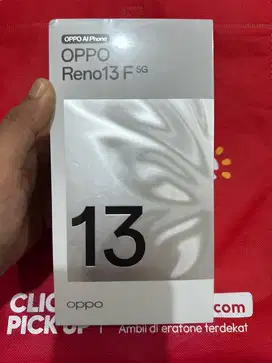 OPPO AI Phone
OPPO
Reno13 F 5G
13
oppo
CLIC
PICK UP
.com
Ambil di eratone terdekat